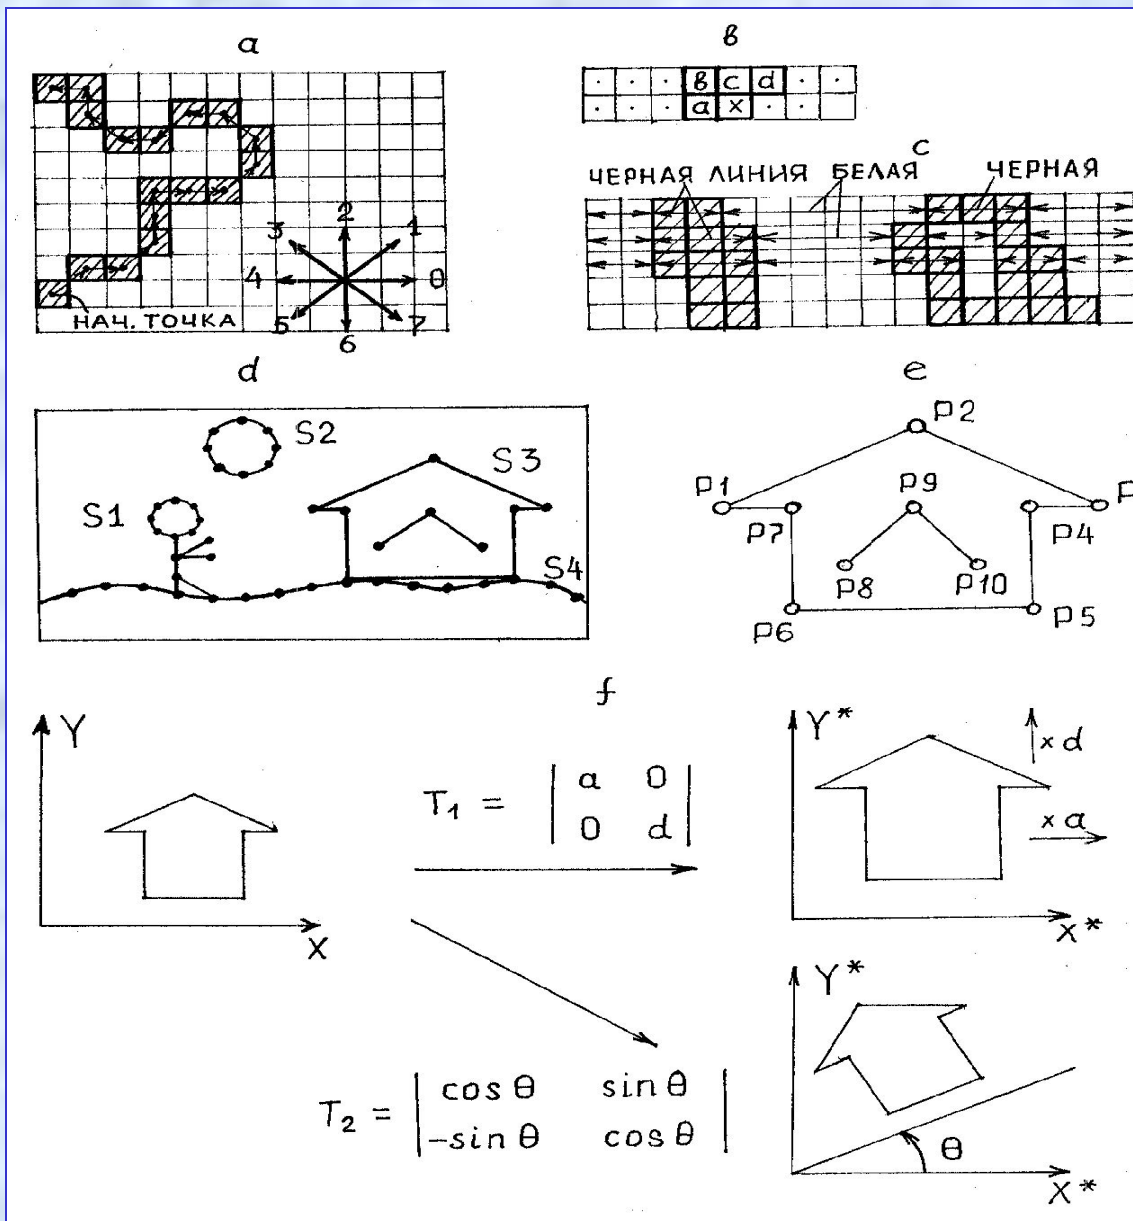 а
в
· · · в с d · ·
· · · а х · · ·
с
ЧЕРНАЯ ЛИНИЯ БЕЛАЯ ЧЕРНАЯ
3 2 1
4 0
5 6 7
НАЧ. ТОЧКА
d
S2
S3
S1
S4
е
P2
P1 P9 P
P7 P4
P8 P10
P6 P5
f
Y
X
T1 = | a 0 |
| 0 d |
Y*
× d
× a
X*
T2 = | cos θ sin θ |
| -sin θ cos θ |
Y*
θ
X*